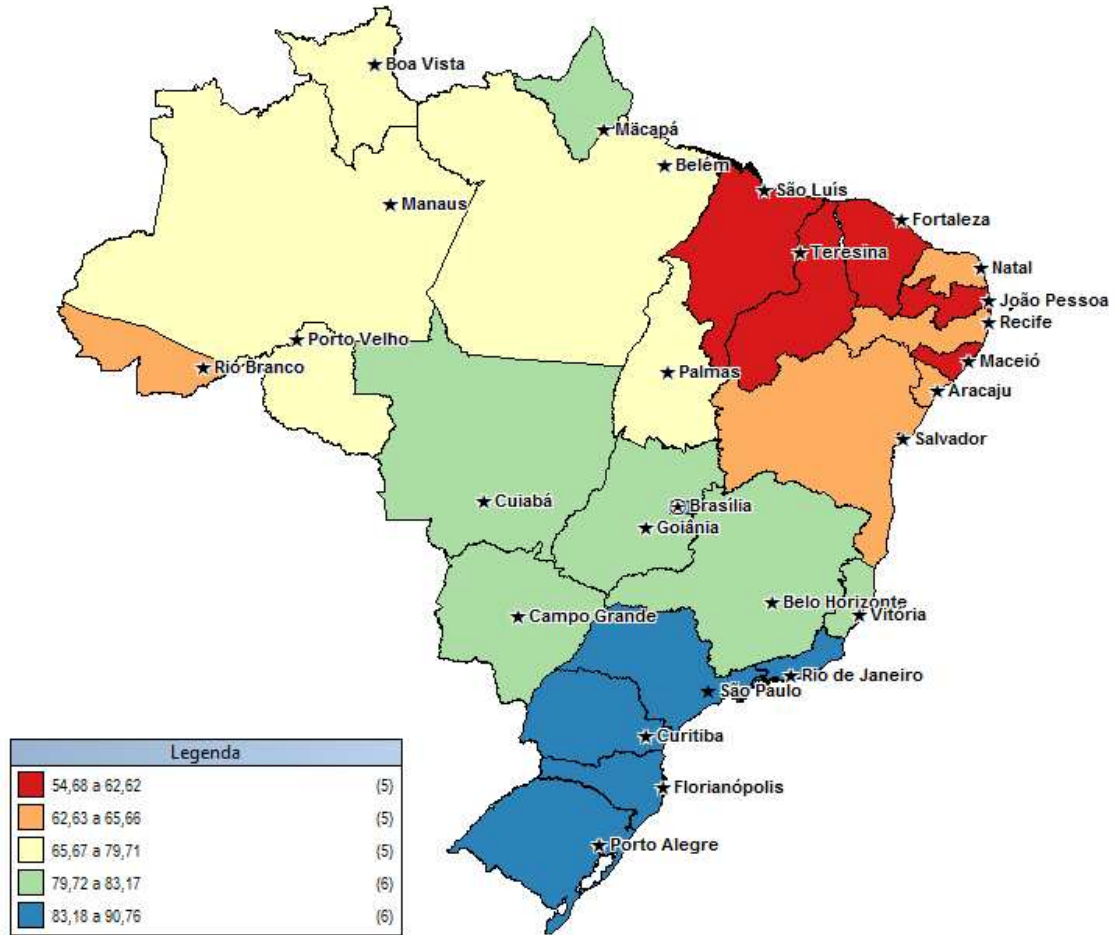 Boa Vista
Mäcapá
Belém
São Luís
Manaus
Fortaleza
Teresina
Natal
João Pessoa
Recife
Porto Velho
Rió Branco
Maceió
Palmas
Aracaju
Salvador
Cuiabá
Brasília
Goiânia
Belo Horizonte
Campo Grande
Vitória
Rio de Janeiro
São Paulo
Curitiba
Florianópolis
Porto Alegre
Legenda
54,68 a 62,62 (5)
62,63 a 65,66 (5)
65,67 a 79,71 (5)
79,72 a 83,17 (6)
83,18 a 90,76 (6)